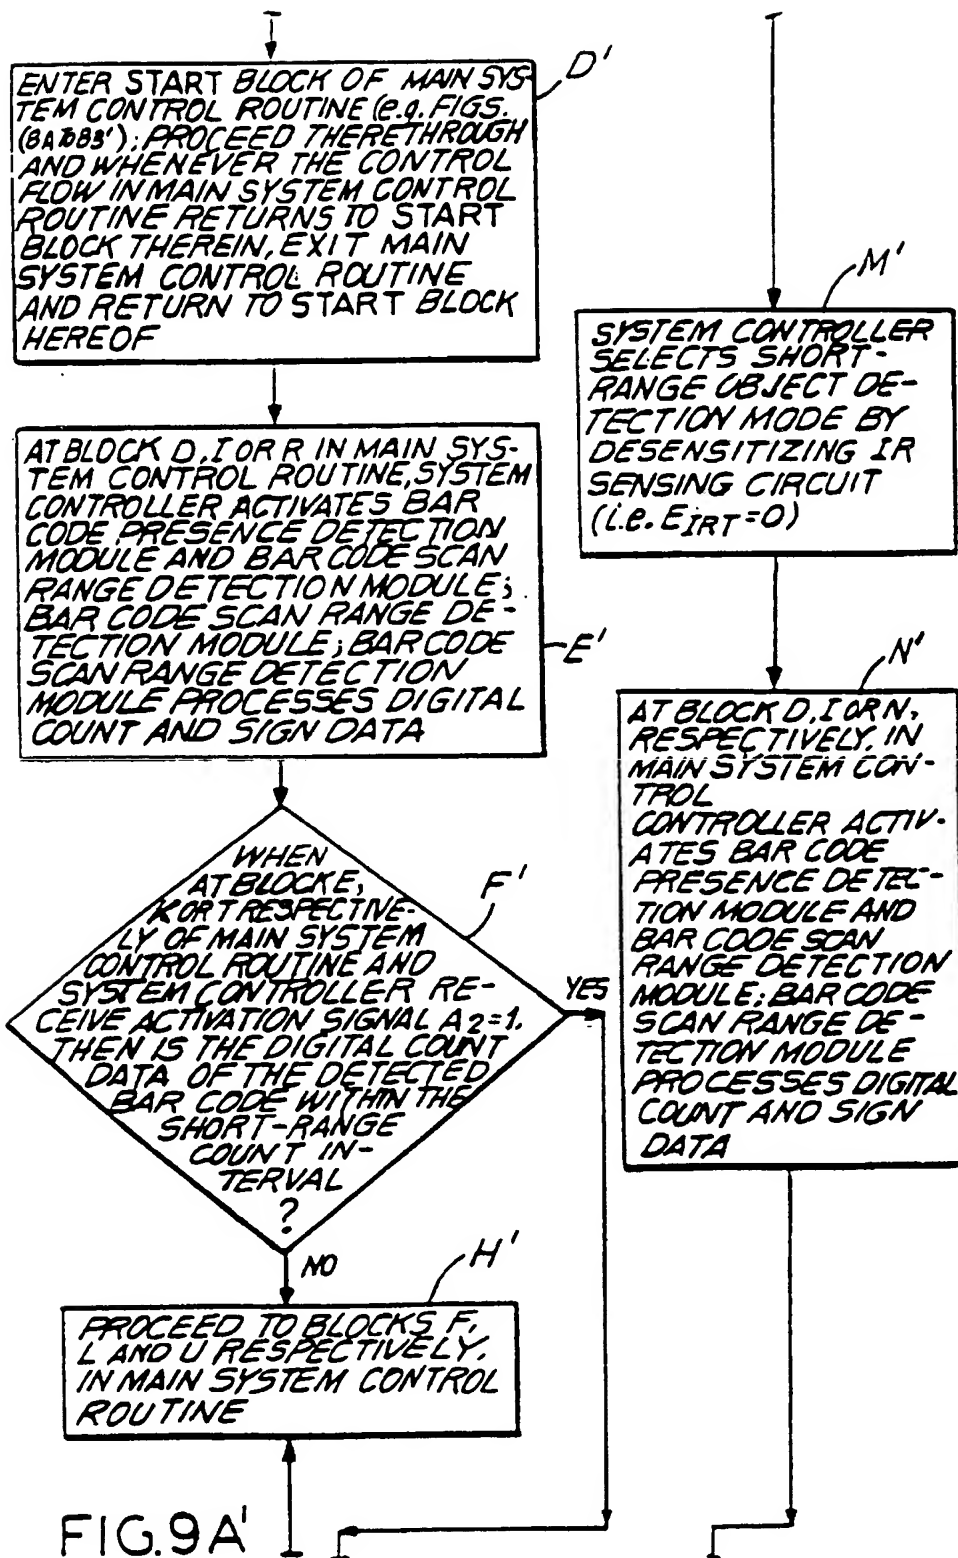 D'
ENTER START BLOCK OF MAIN SYS-
TEM CONTROL ROUTINE (e.g. FIGS.
(8A TO 8B3'); PROCEED THERETHROUGH
AND WHENEVER THE CONTROL
FLOW IN MAIN SYSTEM CONTROL
ROUTINE RETURNS TO START
BLOCK THEREIN, EXIT MAIN
SYSTEM CONTROL ROUTINE
AND RETURN TO START BLOCK
HEREOF
AT BLOCK D, I OR R IN MAIN SYS-
TEM CONTROL ROUTINE, SYSTEM
CONTROLLER ACTIVATES BAR
CODE PRESENCE DETECTION
MODULE AND BAR CODE SCAN
RANGE DETECTION MODULE;
BAR CODE SCAN RANGE DE-
TECTION MODULE; BAR CODE
SCAN RANGE DETECTION
MODULE PROCESSES DIGITAL
COUNT AND SIGN DATA
E'
WHEN
AT BLOCK E,
K OR T RESPECTIVE-
LY OF MAIN SYSTEM
CONTROL ROUTINE AND
SYSTEM CONTROLLER RE-
CEIVE ACTIVATION SIGNAL A2=1,
THEN IS THE DIGITAL COUNT
DATA OF THE DETECTED
BAR CODE WITHIN THE
SHORT-RANGE
COUNT IN-
TERVAL
?
F'
YES
NO
H'
PROCEED TO BLOCKS F,
L AND U RESPECTIVELY,
IN MAIN SYSTEM CONTROL
ROUTINE
M'
SYSTEM CONTROLLER
SELECTS SHORT-
RANGE OBJECT DE-
TECTION MODE BY
DESENSITIZING IR
SENSING CIRCUIT
(i.e. EIRT=0)
N'
AT BLOCK D, I OR N,
RESPECTIVELY, IN
MAIN SYSTEM CON-
TROL
CONTROLLER ACTIV-
ATES BAR CODE
PRESENCE DETEC-
TION MODULE AND
BAR CODE SCAN
RANGE DETECTION
MODULE; BAR CODE
SCAN RANGE DE-
TECTION MODULE
PROCESSES DIGITAL
COUNT AND SIGN
DATA
FIG. 9A'